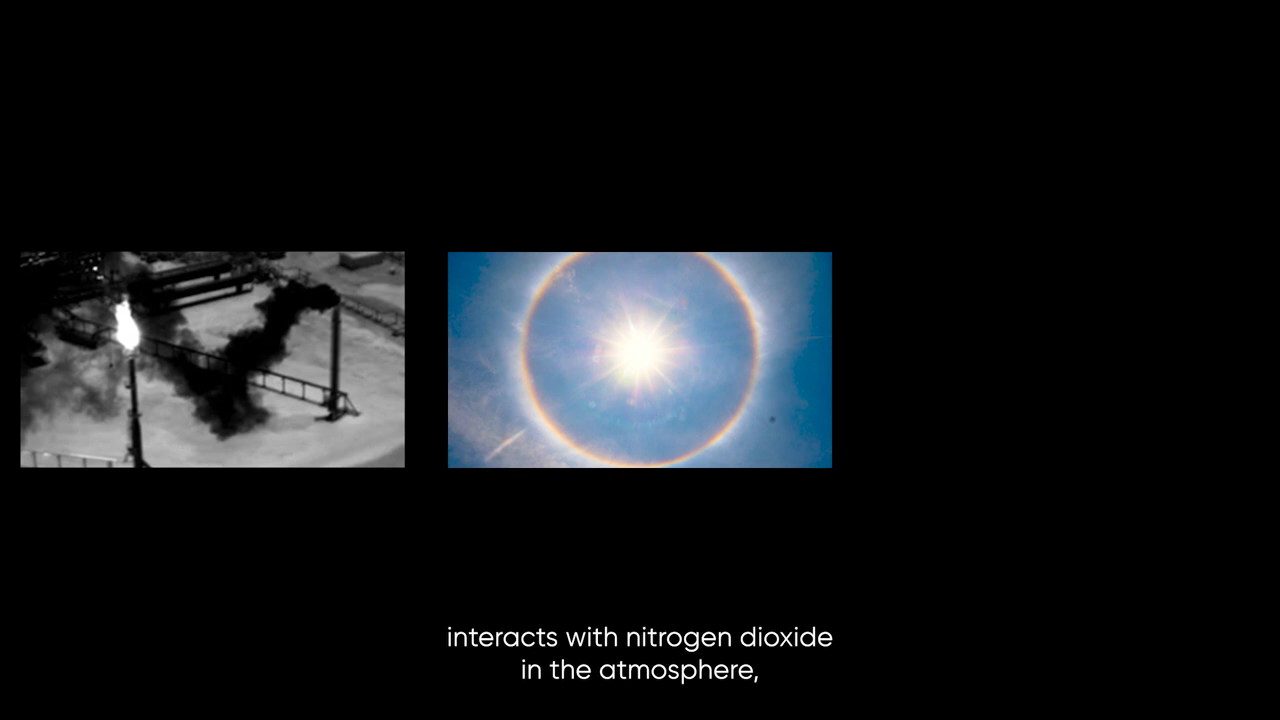 interacts with nitrogen dioxide
in the atmosphere,